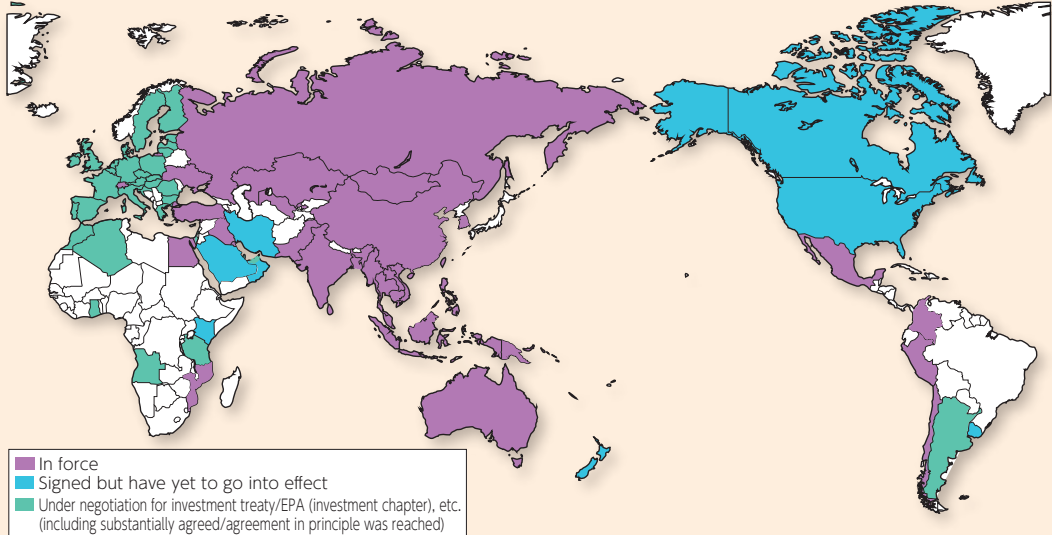 In force
Signed but have yet to go into effect
Under negotiation for investment treaty/EPA (investment chapter), etc.
(including substantially agreed/agreement in principle was reached)